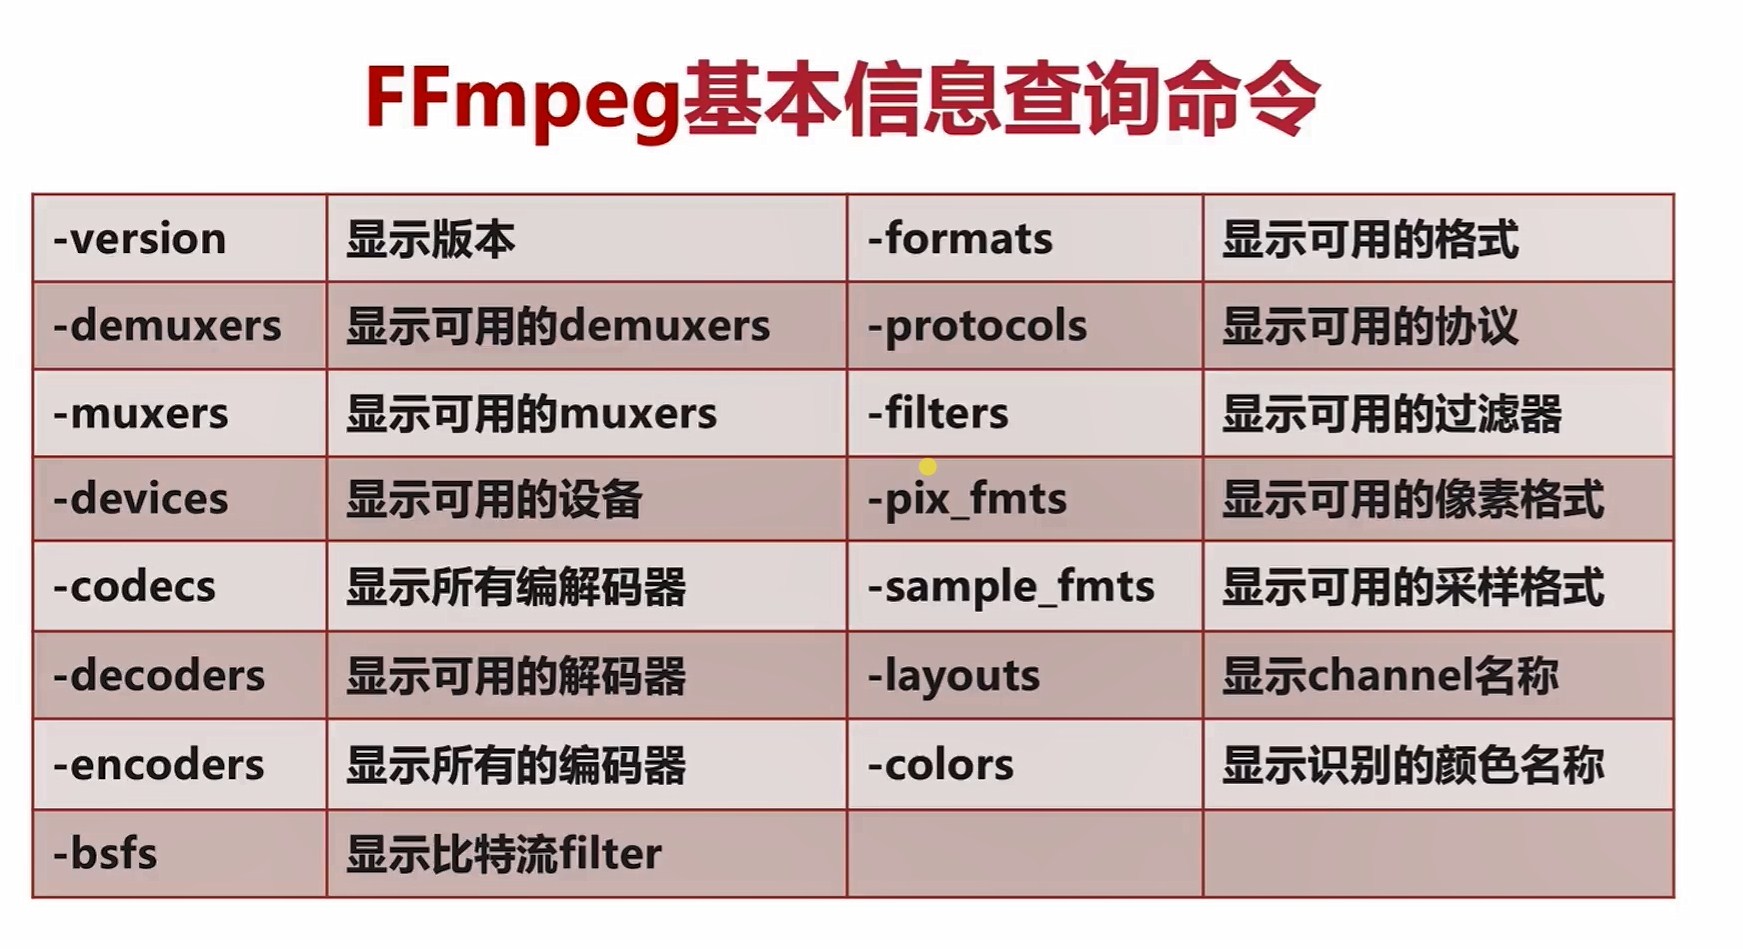 FFmpeg基本信息查询命令
-version 显示版本 -formats 显示可用的格式
-demuxers 显示可用的demuxers -protocols 显示可用的协议
-muxers 显示可用的muxers -filters 显示可用的过滤器
-devices 显示可用的设备 -pix_fmts 显示可用的像素格式
-codecs 显示所有编解码器 -sample_fmts 显示可用的采样格式
-decoders 显示可用的解码器 -layouts 显示channel名称
-encoders 显示所有的编码器 -colors 显示识别的颜色名称
-bsfs 显示比特流filter